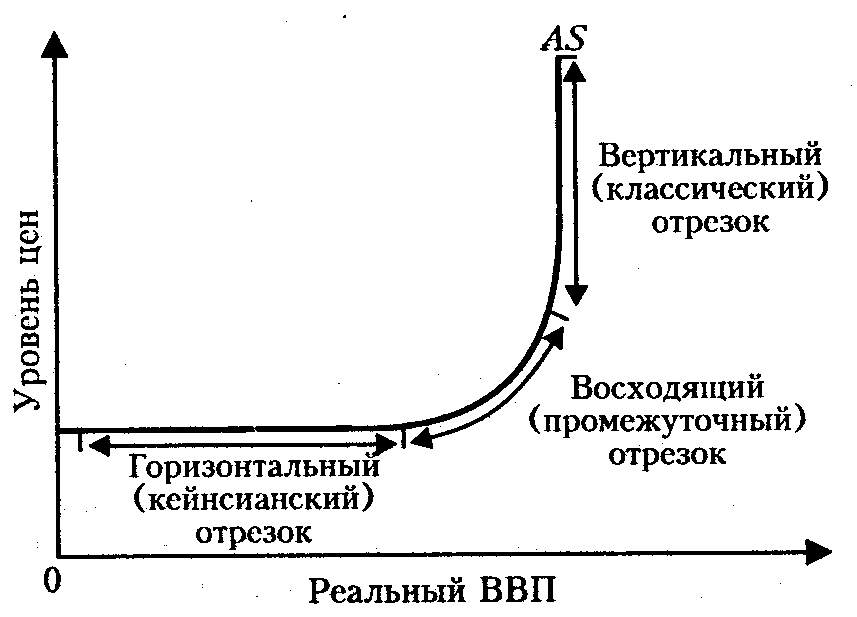 AS
Вертикальный
(классический)
отрезок
Уровень цен
Восходящий
(промежуточный)
отрезок
Горизонтальный
(кейнсианский)
отрезок
0
Реальный ВВП